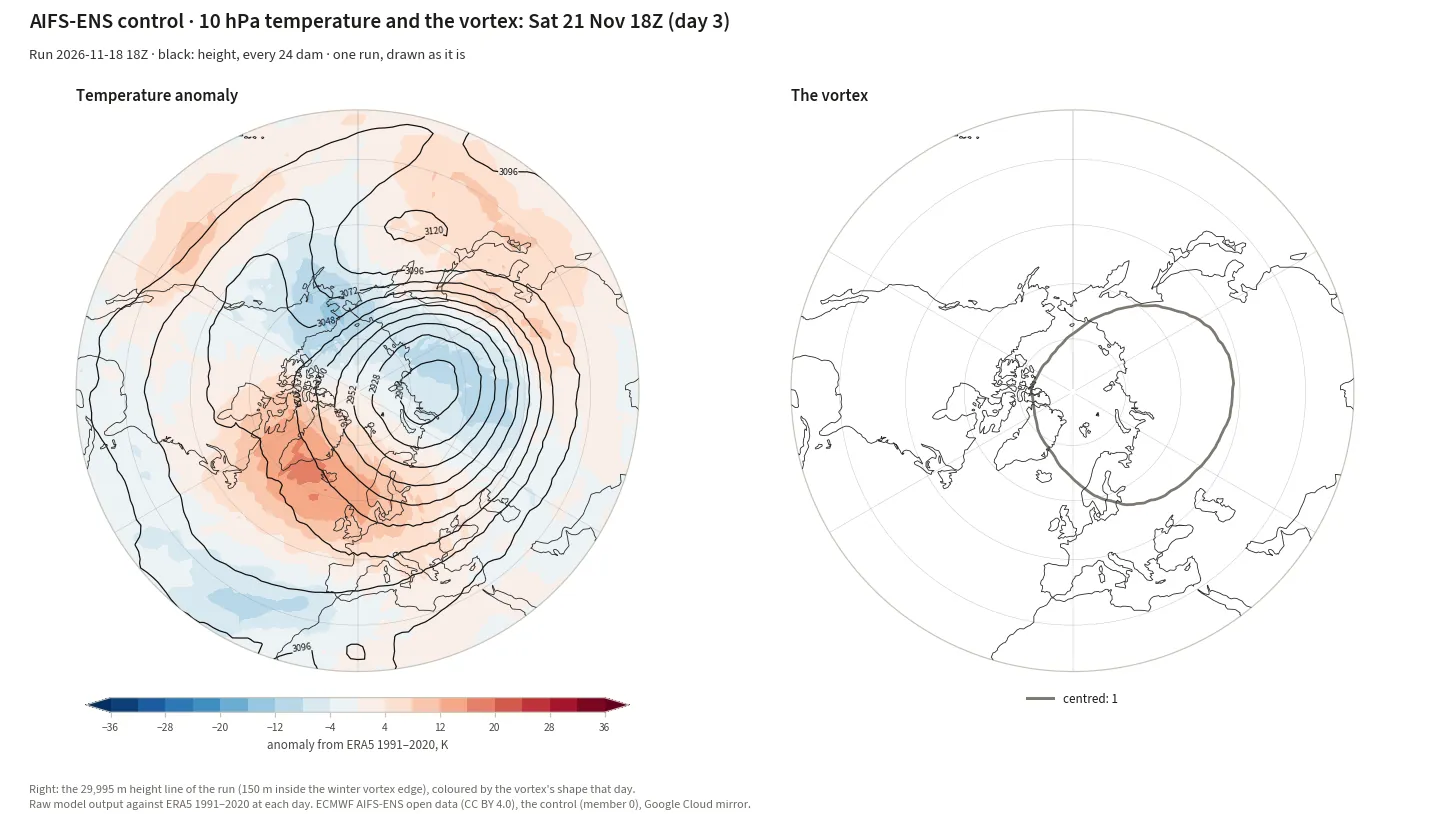 AIFS-ENS control · 10 hPa temperature and the vortex: Sat 21 Nov 18Z (day 3)
Run 2026-11-18 18Z · black: height, every 24 dam · one run, drawn as it is
Temperature anomaly
The vortex
3096
3120
3096
3072
3048
2928
2952
3096
centred: 1
−36 −28 −20 −12 −4 4 12 20 28 36
anomaly from ERA5 1991–2020, K
Right: the 29,995 m height line of the run (150 m inside the winter vortex edge), coloured by the vortex's shape that day.
Raw model output against ERA5 1991–2020 at each day. ECMWF AIFS-ENS open data (CC BY 4.0), the control (member 0), Google Cloud mirror.